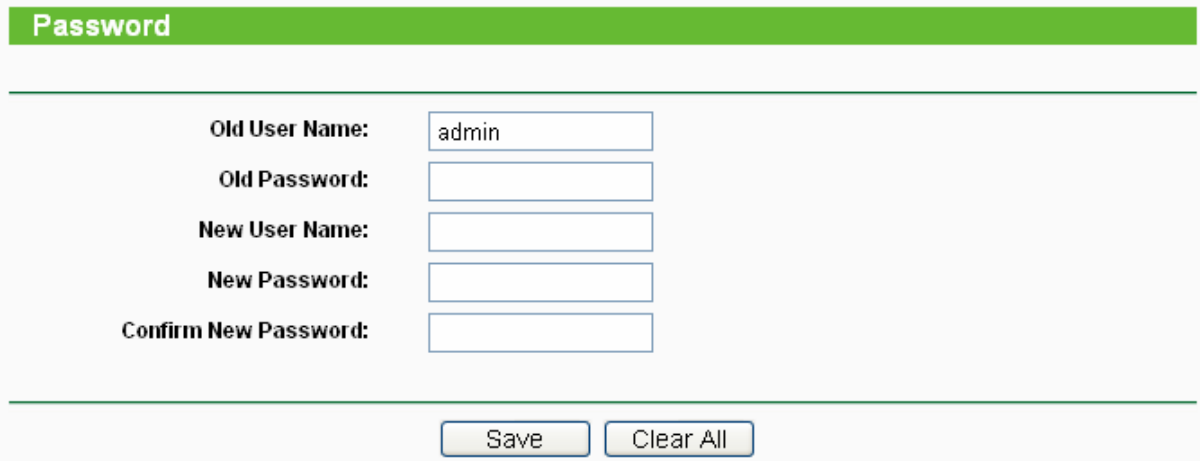 Password
Old User Name: admin
Old Password:
New User Name:
New Password:
Confirm New Password:
Save Clear All